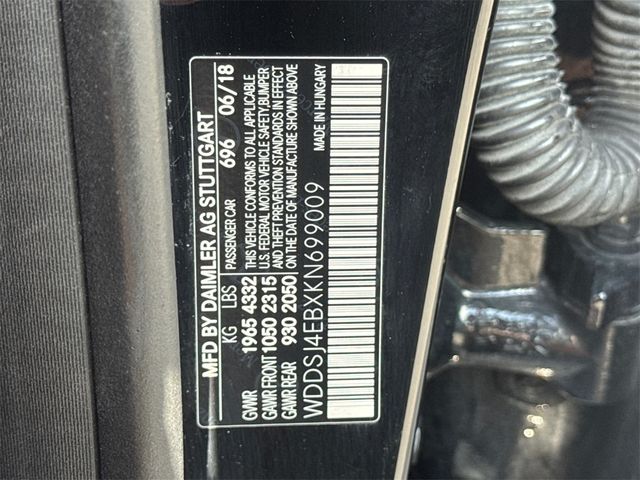 MFD BY DAIMLER AG STUTTGART
KG LBS PASSENGER CAR 696 06/18
GVWR 1965 4332 THIS VEHICLE CONFORMS TO ALL APPLICABLE
U.S. FEDERAL MOTOR VEHICLE SAFETY,BUMPER
GAWR FRONT 1050 2315 AND THEFT PREVENTION STANDARDS IN EFFECT
GAWR REAR 930 2050 ON THE DATE OF MANUFACTURE SHOWN ABOVE
WDDSJ4EBXKN699009 MADE IN HUNGARY